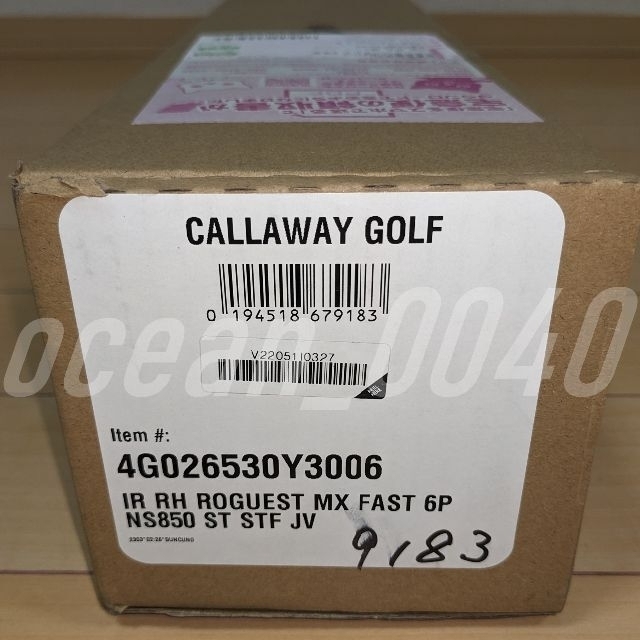 CALLAWAY GOLF
0 194518 679183
V2205110327
ocean_0040
Item #:
4G026530Y3006
IR RH ROGUEST MX FAST 6P
NS850 ST STF JV
9183